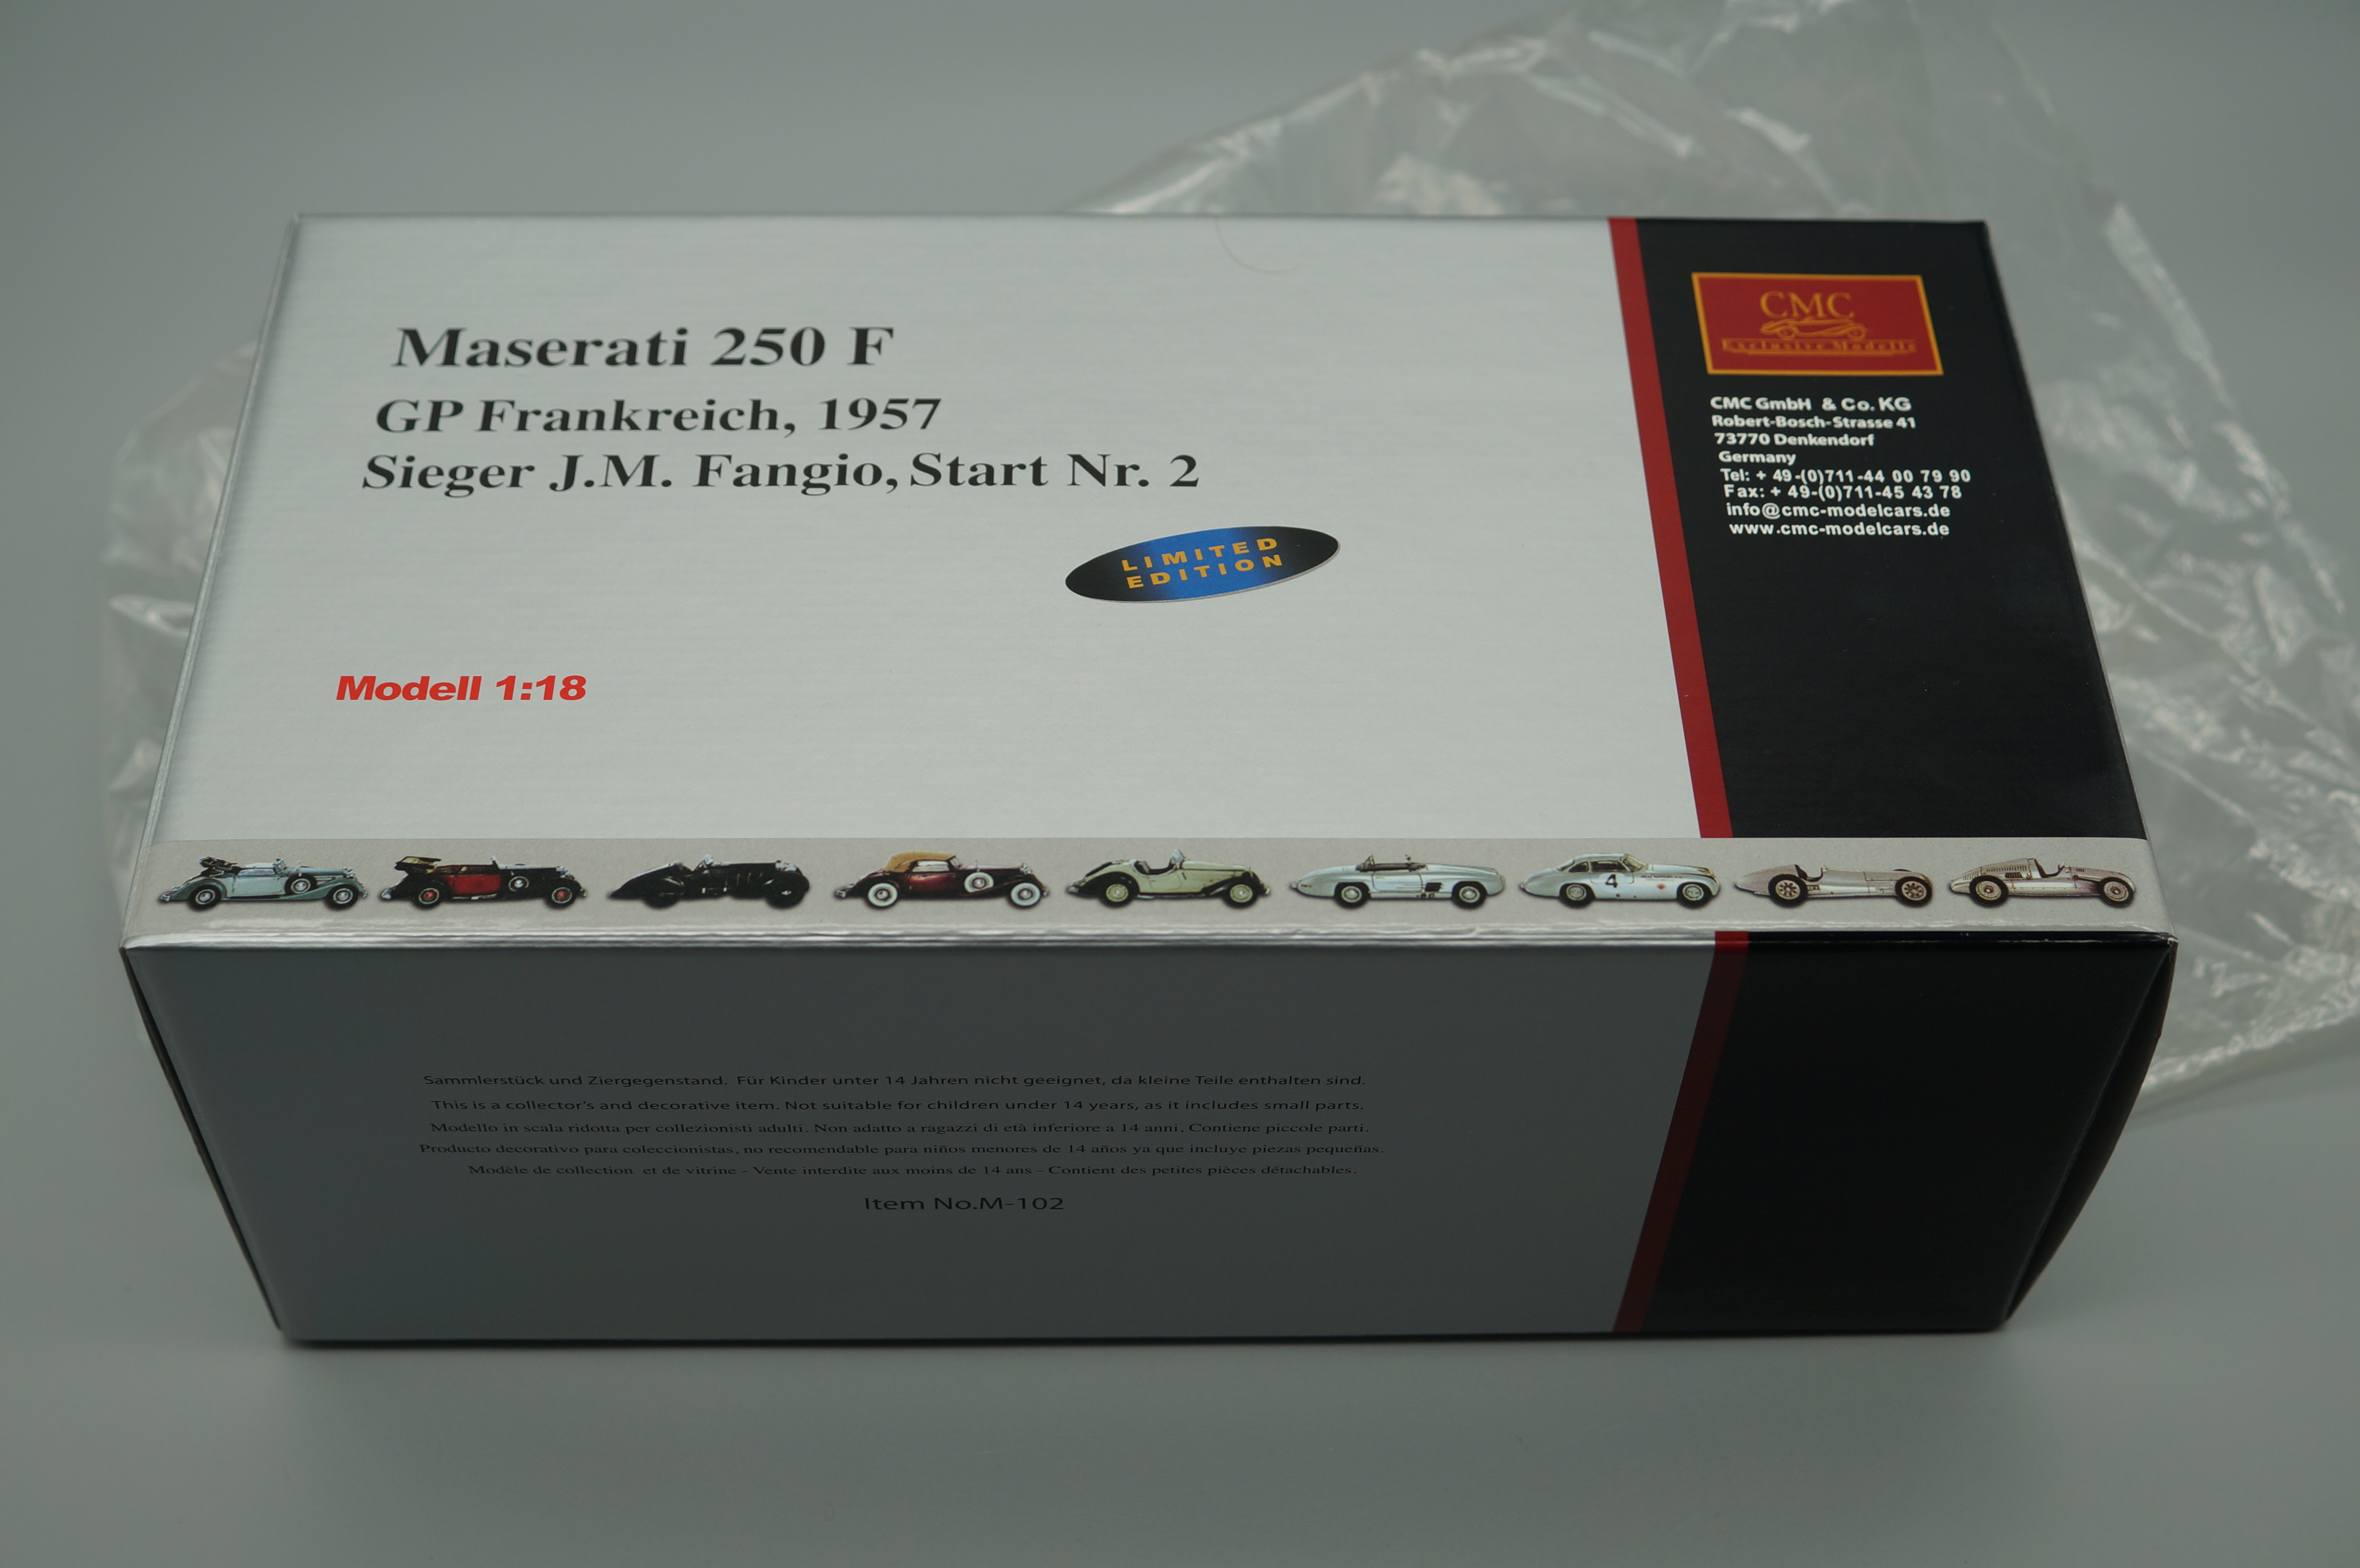 Maserati 250 F
GP Frankreich, 1957
Sieger J.M. Fangio, Start Nr. 2
LIMITED
EDITION
Modell 1:18
CMC
Exclusive Modelle
CMC GmbH & Co. KG
Robert-Bosch-Strasse 41
73770 Denkendorf
Germany
Tel: + 49-(0)711-44 00 79 90
Fax: + 49-(0)711-45 43 78
info@cmc-modelcars.de
www.cmc-modelcars.de
4
Sammlerstück und Ziergegenstand. Für Kinder unter 14 Jahren nicht geeignet, da kleine Teile enthalten sind.
This is a collector's and decorative item. Not suitable for children under 14 years, as it includes small parts.
Modello in scala ridotta per collezionisti adulti. Non adatto a ragazzi di età inferiore a 14 anni. Contiene piccole parti.
Producto decorativo para coleccionistas, no recomendable para niños menores de 14 años ya que incluye piezas pequeñas.
Modèle de collection et de vitrine - Vente interdite aux moins de 14 ans - Contient des petites pièces détachables.
Item No.M-102